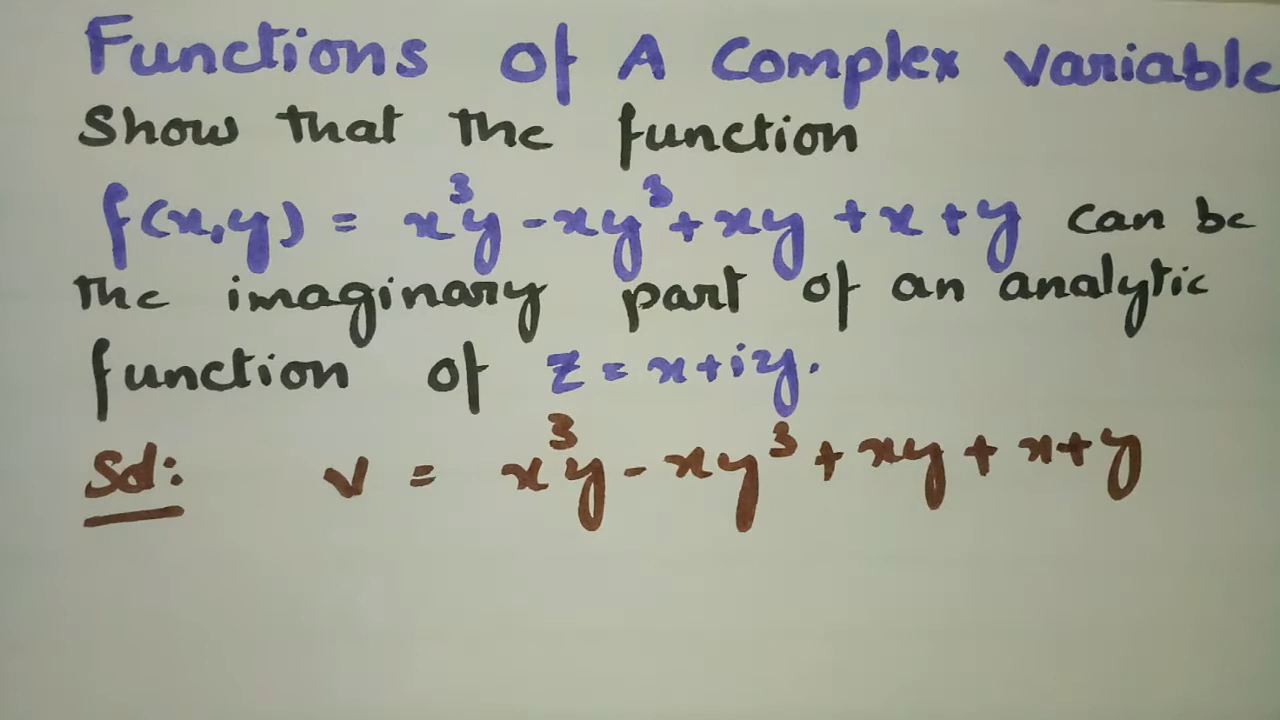 Functions of A Complex variable
Show that the function
f(x,y) = x³y - xy³ + xy + x + y can be
the imaginary part of an analytic
function of z = x + iy.
Sol: v = x³y - xy³ + xy + x + y